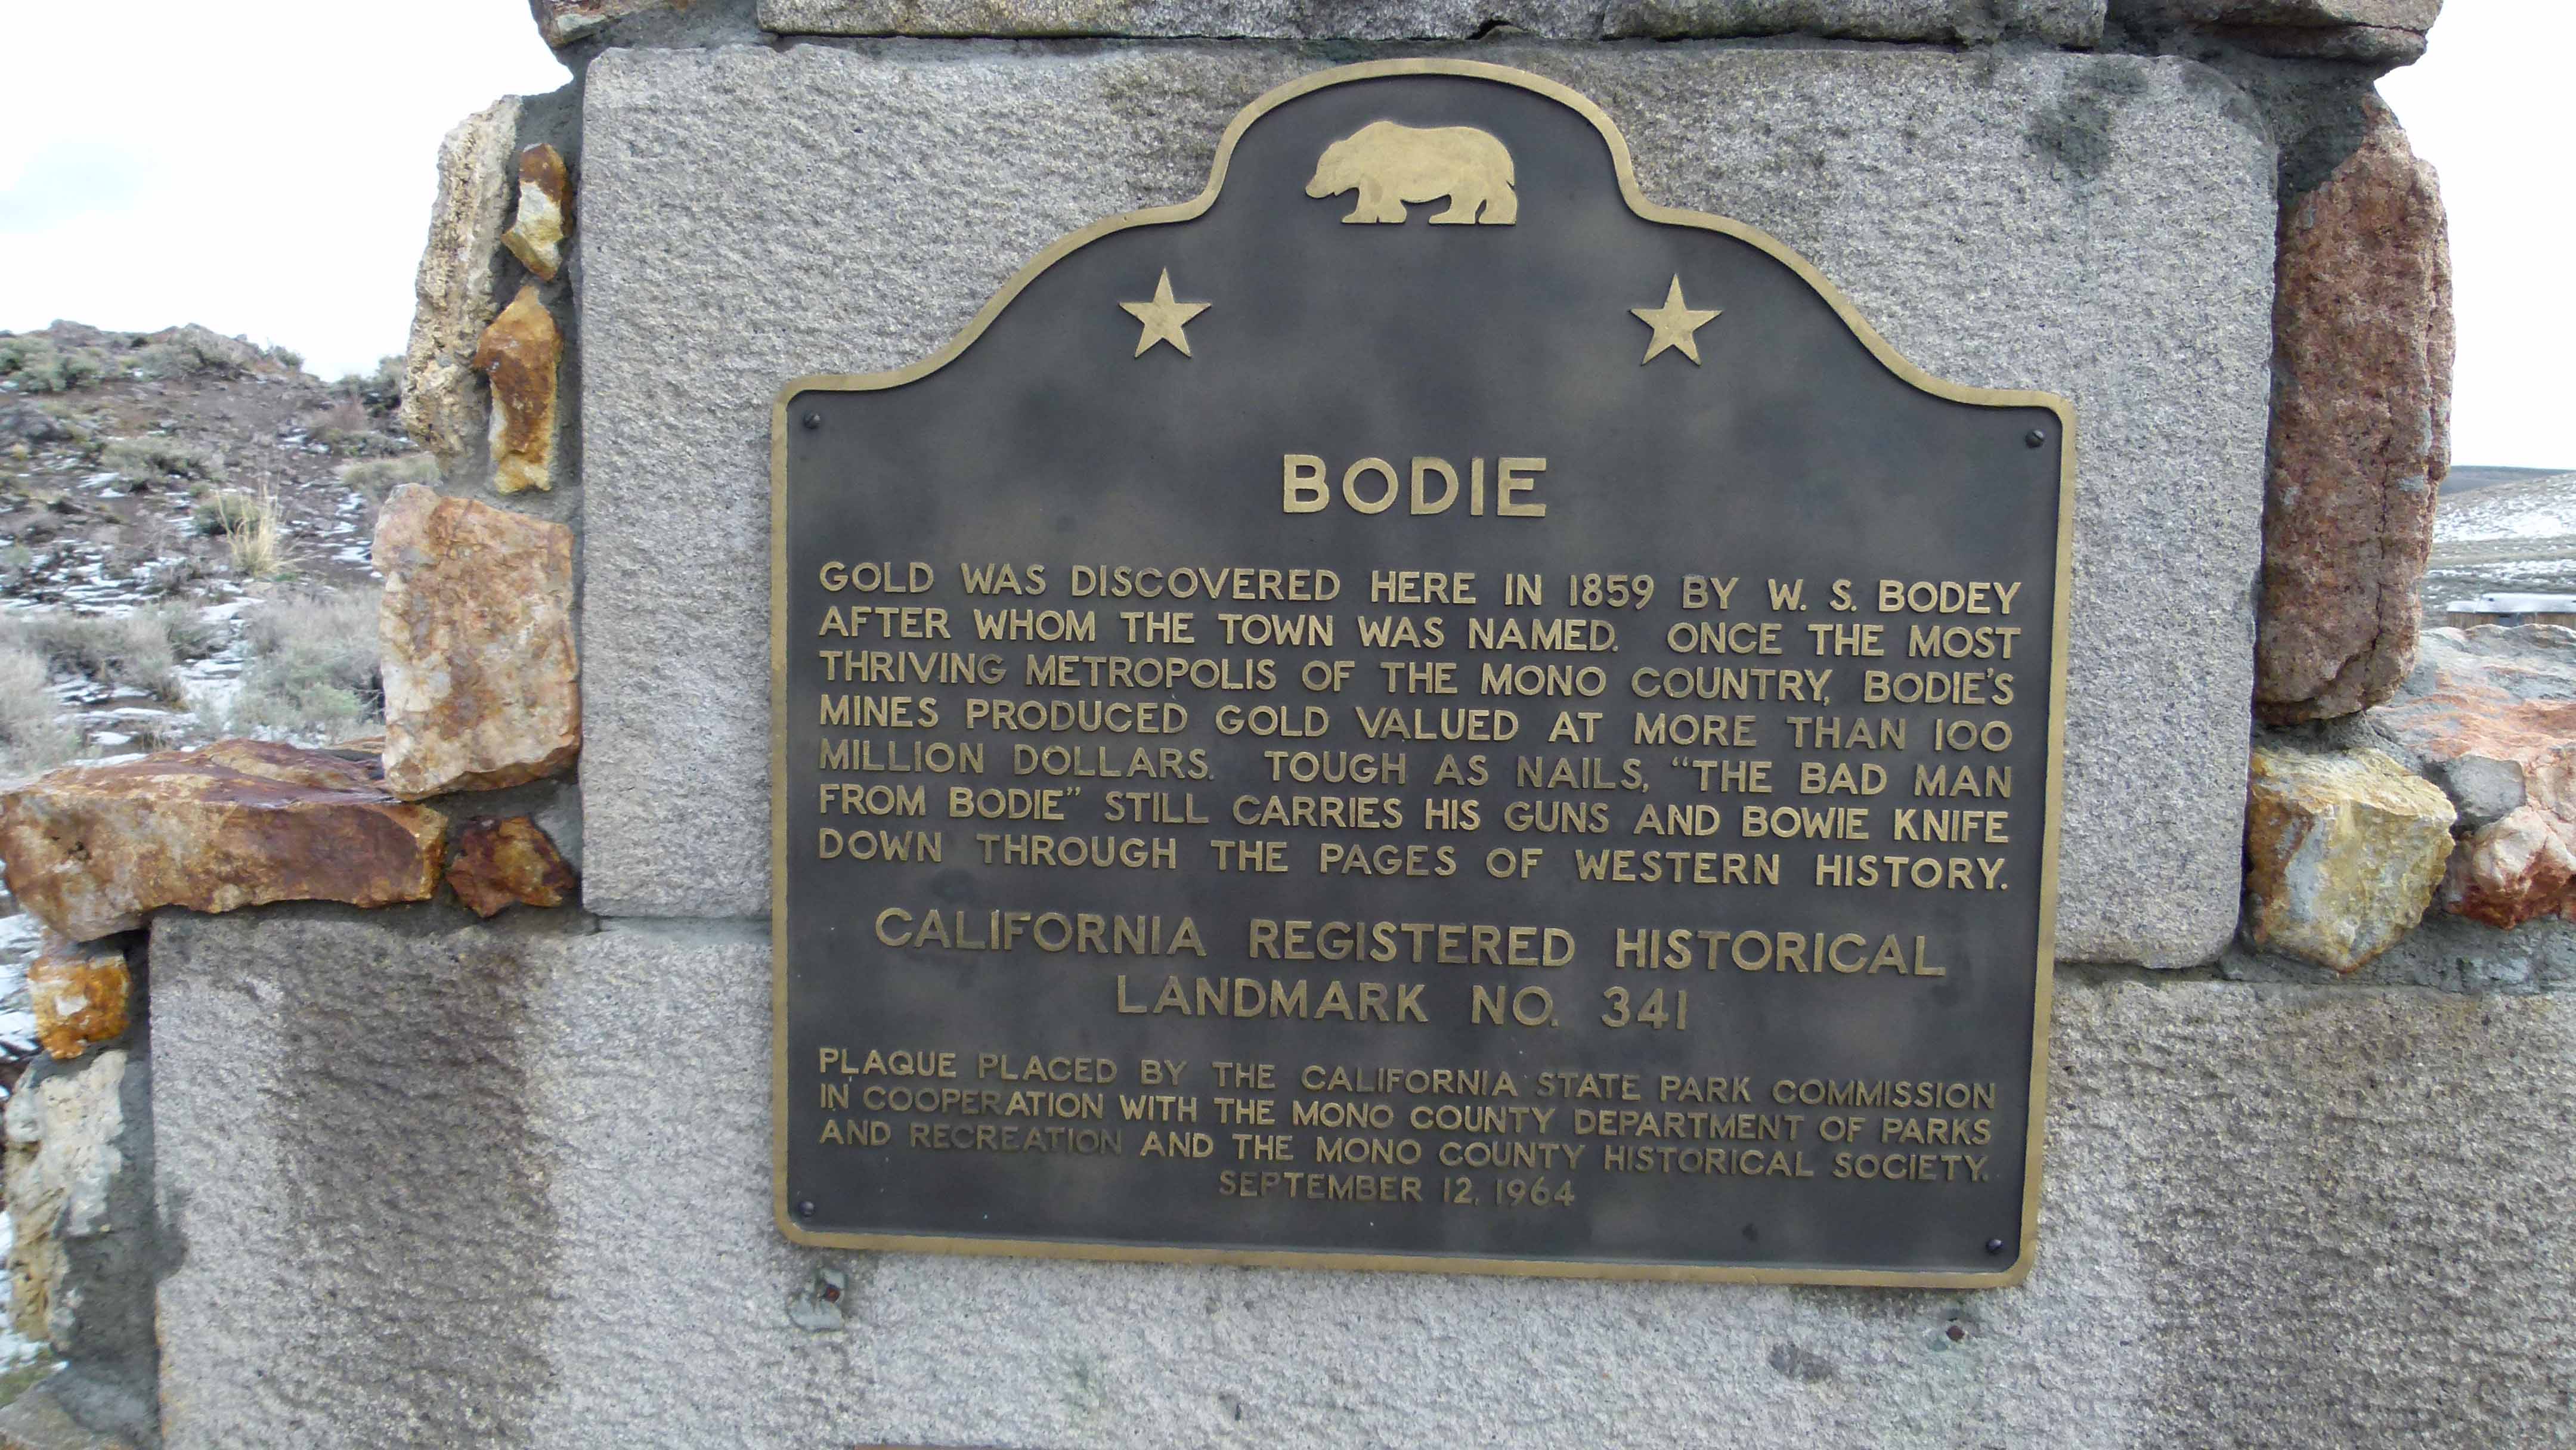 BODIE
GOLD WAS DISCOVERED HERE IN 1859 BY W. S. BODEY
AFTER WHOM THE TOWN WAS NAMED. ONCE THE MOST
THRIVING METROPOLIS OF THE MONO COUNTRY, BODIE'S
MINES PRODUCED GOLD VALUED AT MORE THAN 100
MILLION DOLLARS. TOUGH AS NAILS, "THE BAD MAN
FROM BODIE" STILL CARRIES HIS GUNS AND BOWIE KNIFE
DOWN THROUGH THE PAGES OF WESTERN HISTORY.
CALIFORNIA REGISTERED HISTORICAL
LANDMARK NO. 341
PLAQUE PLACED BY THE CALIFORNIA STATE PARK COMMISSION
IN COOPERATION WITH THE MONO COUNTY DEPARTMENT OF PARKS
AND RECREATION AND THE MONO COUNTY HISTORICAL SOCIETY.
SEPTEMBER 12, 1964